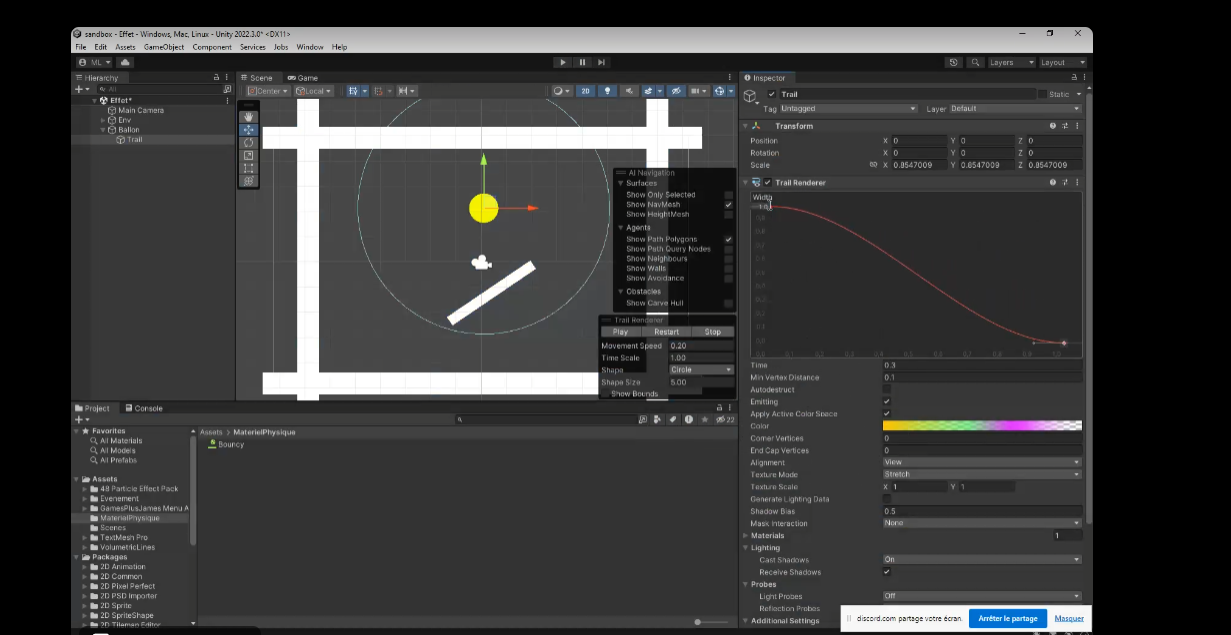 sandbox - Effet - Windows, Mac, Linux - Unity 2022.3.0* <DX11>
File Edit Assets GameObject Component Services Jobs Window Help
ML
Layers Layout
Hierarchy
All
Effet*
Main Camera
Env
Ballon
Trail
Scene Game
Center Local 2D
AI Navigation
Surfaces
Show Only Selected
Show NavMesh
Show HeightMesh
Agents
Show Path Polygons
Show Path Query Nodes
Show Neighbours
Show Walls
Show Avoidance
Obstacles
Show Carve Hull
Trail Renderer
Play Restart Stop
Movement Speed 0.20
Time Scale 1.00
Shape Circle
Shape Size 5.00
Show Bounds
Inspector
Trail Static
Tag Untagged Layer Default
Transform
Position X 0 Y 0 Z 0
Rotation X 0 Y 0 Z 0
Scale X 0.8547009 Y 0.8547009 Z 0.8547009
Trail Renderer
Width
Time 0.3
Min Vertex Distance 0.1
Autodestruct
Emitting
Apply Active Color Space
Color
Corner Vertices 0
End Cap Vertices 0
Alignment View
Texture Mode Stretch
Texture Scale X 1 Y 1
Generate Lighting Data
Shadow Bias 0.5
Mask Interaction None
Materials 1
Lighting
Cast Shadows On
Receive Shadows
Probes
Light Probes Off
Reflection Probes
Additional Settings
Project Console
22
Favorites
All Materials
All Models
All Prefabs
Assets
48 Particle Effect Pack
Evenement
GamesPlusJames Menu A
MaterielPhysique
Scenes
TextMesh Pro
VolumetricLines
Packages
2D Animation
2D Common
2D Pixel Perfect
2D PSD Importer
2D Sprite
2D SpriteShape
2D Tilemap Editor
Assets > MaterielPhysique
Bouncy
discord.com partage votre écran. Arrêter le partage Masquer